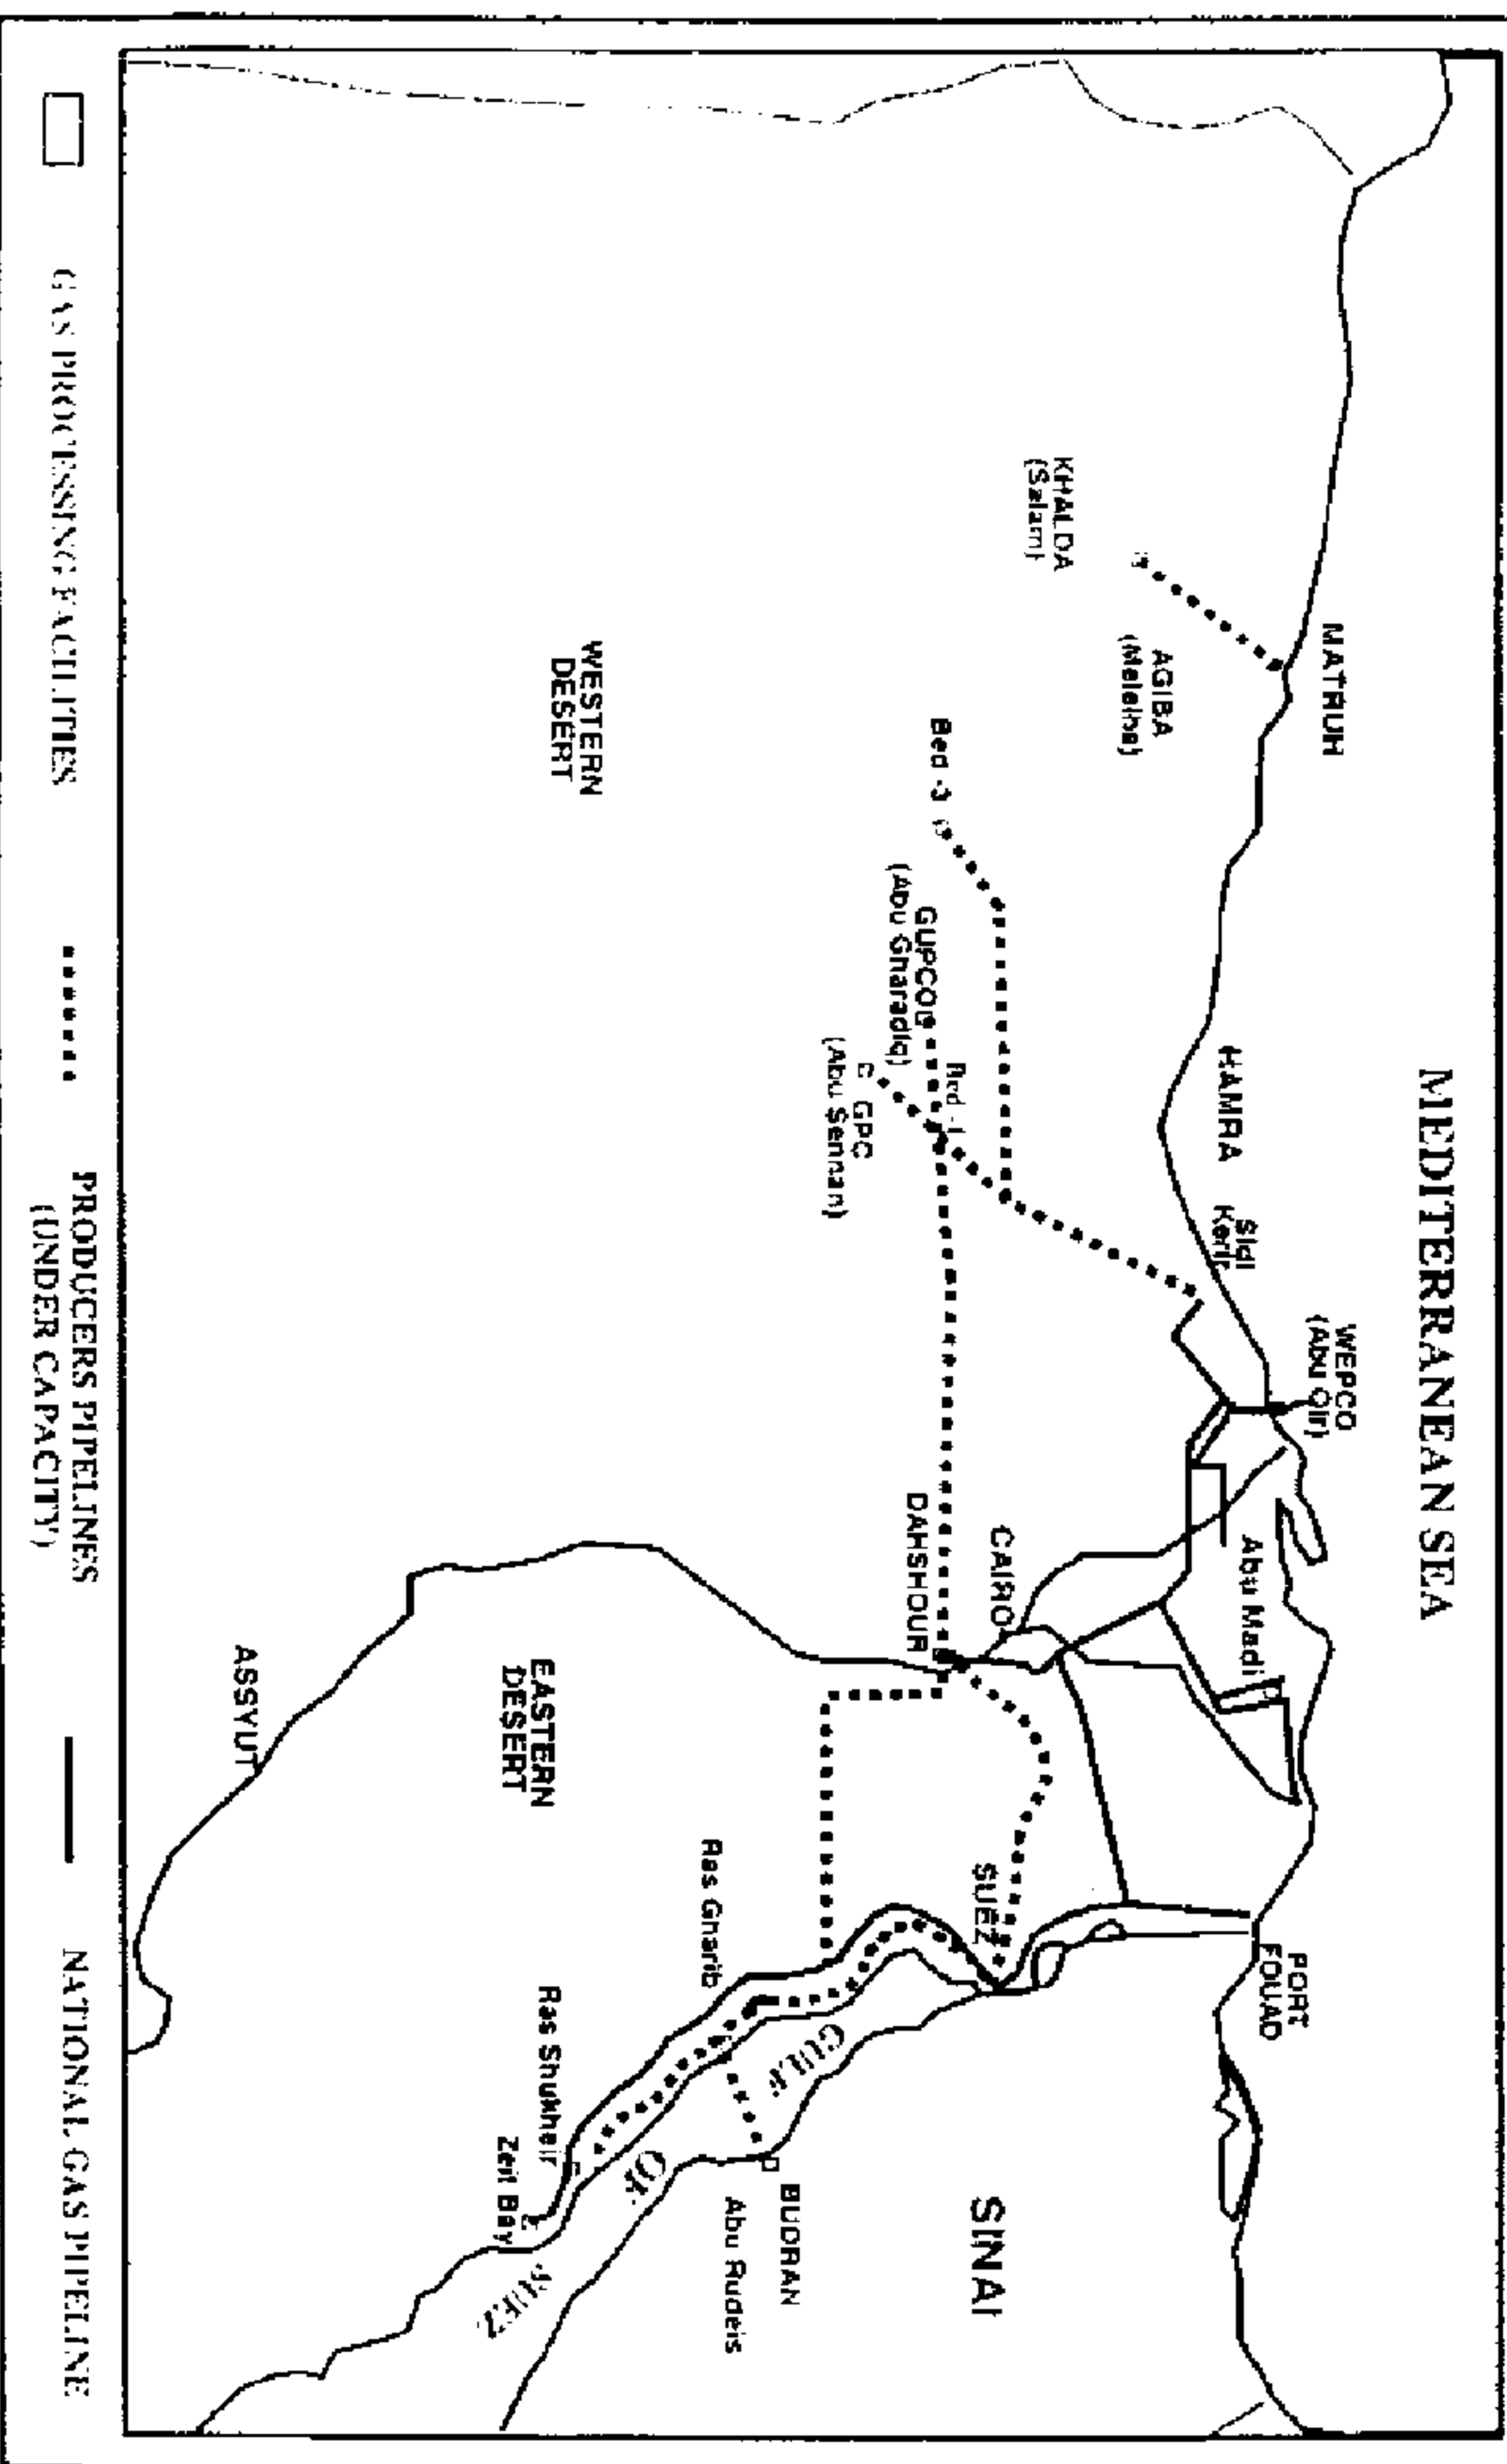 MEDITERRANEAN SEA
MATRUH
HAMRA
Sidi
Kerir
WEPCO
(Abu Qir)
Abu Madi
PORT
FOUAD
KHALDA
(Salam)
AGIBA
(Meleiha)
Bed -3
GUPCO
(Abu Gharadiq)
Bed -1
GPC
(Abu Sennan)
CAIRO
DAHSHOUR
SUEZ
SINAI
WESTERN
DESERT
EASTERN
DESERT
Ras Gharib
GULF
OF
SUEZ
BUDRAN
Abu Rudeis
Ras Shukheir
Zeit Bay
ASSYUT
GAS PROCESSING FACILITIES
PRODUCERS PIPELINES
(UNDER CAPACITY)
NATIONAL GAS PIPELINE